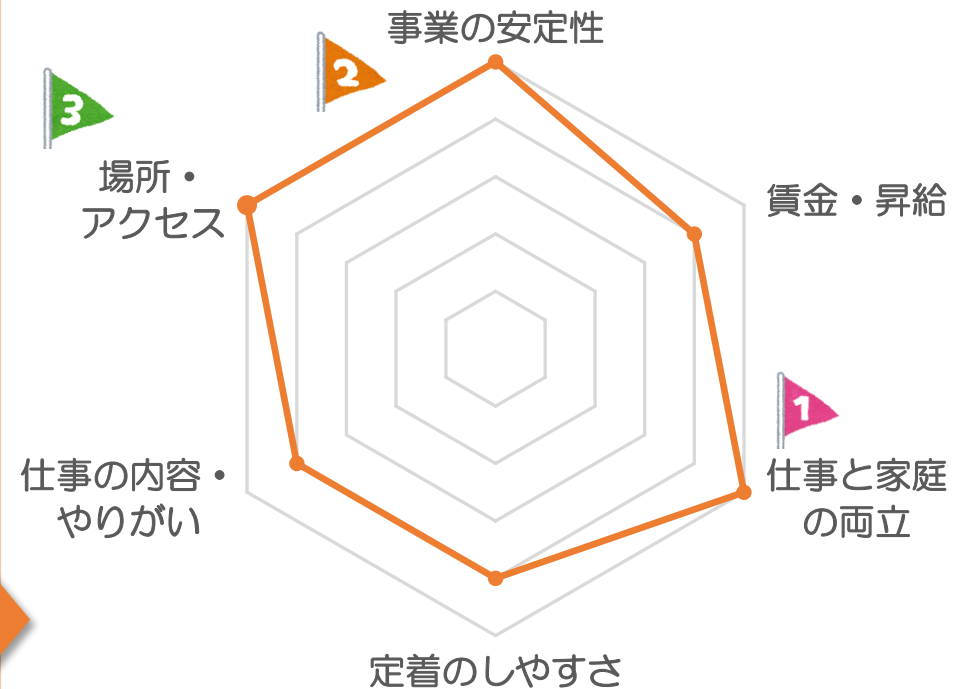 事業の安定性
2
3
場所・
アクセス
賃金・昇給
1
仕事の内容・
やりがい
仕事と家庭
の両立
定着のしやすさ